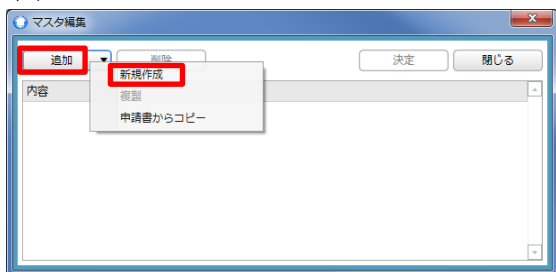 マスタ編集
追加 削除 決定 閉じる
新規作成
内容
複製
申請書からコピー